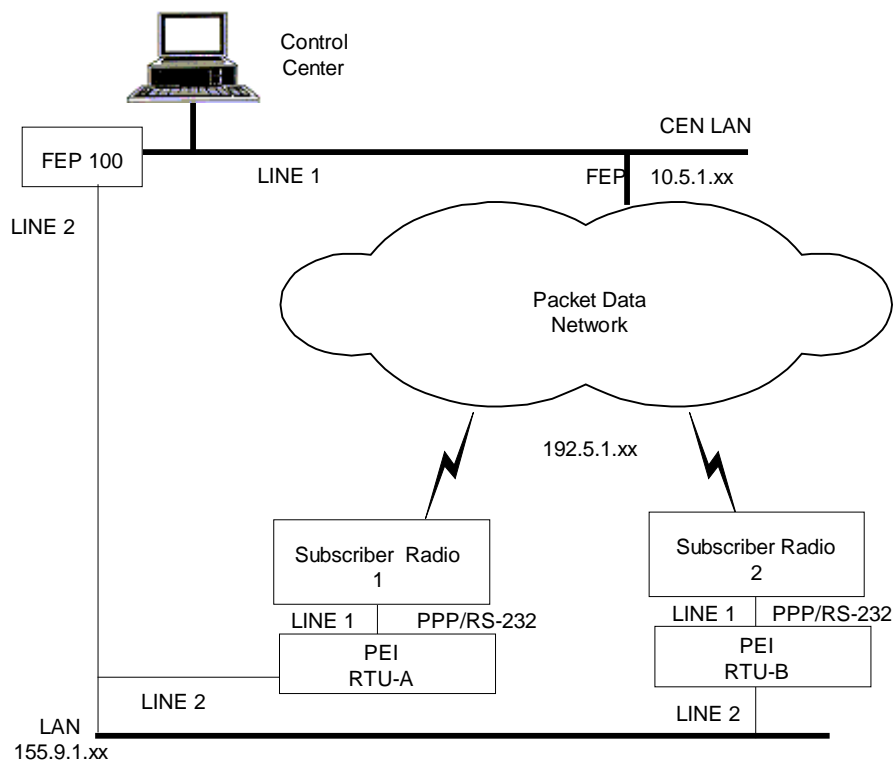 Control
Center
CEN LAN
FEP 100
LINE 1
FEP
10.5.1.xx
LINE 2
Packet Data
Network
192.5.1.xx
Subscriber Radio
1
Subscriber Radio
2
LINE 1
PPP/RS-232
LINE 1
PPP/RS-232
PEI
RTU-A
PEI
RTU-B
LINE 2
LINE 2
LAN
155.9.1.xx